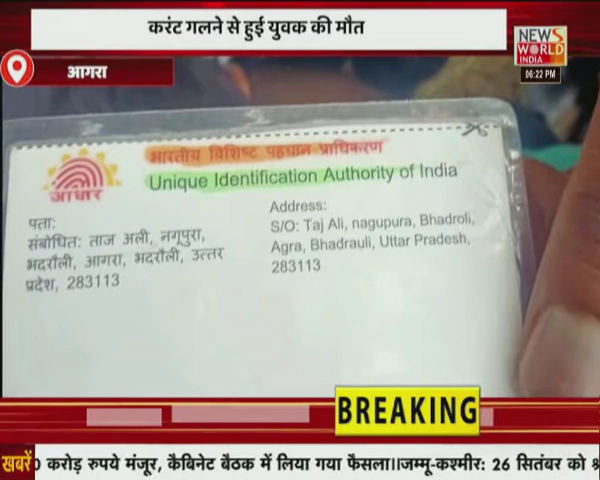 करंट गलने से हुई युवक की मौत
NEWS
WORLD
INDIA
06:22 PM
आगरा
भारतीय विशिष्ट पहचान प्राधिकरण
Unique Identification Authority of India
आधार
पता:
संबोधित: ताज अली, नगूपुरा,
भदरौली, आगरा, भदरौली, उत्तर
प्रदेश, 283113
Address:
S/O: Taj Ali, nagupura, Bhadroli,
Agra, Bhadrauli, Uttar Pradesh,
283113
BREAKING
खबरें 0 करोड़ रुपये मंजूर, कैबिनेट बैठक में लिया गया फैसला।।जम्मू-कश्मीर: 26 सितंबर को